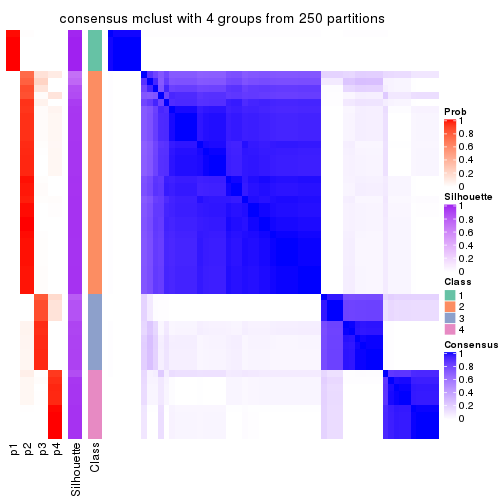 consensus mclust with 4 groups from 250 partitions
Prob
1
0.8
0.6
0.4
0.2
0
Silhouette
1
0.8
0.6
0.4
0.2
0
Class
1
2
3
4
Consensus
1
0.8
0.6
0.4
0.2
0
p1
p2
p3
p4
Silhouette
Class